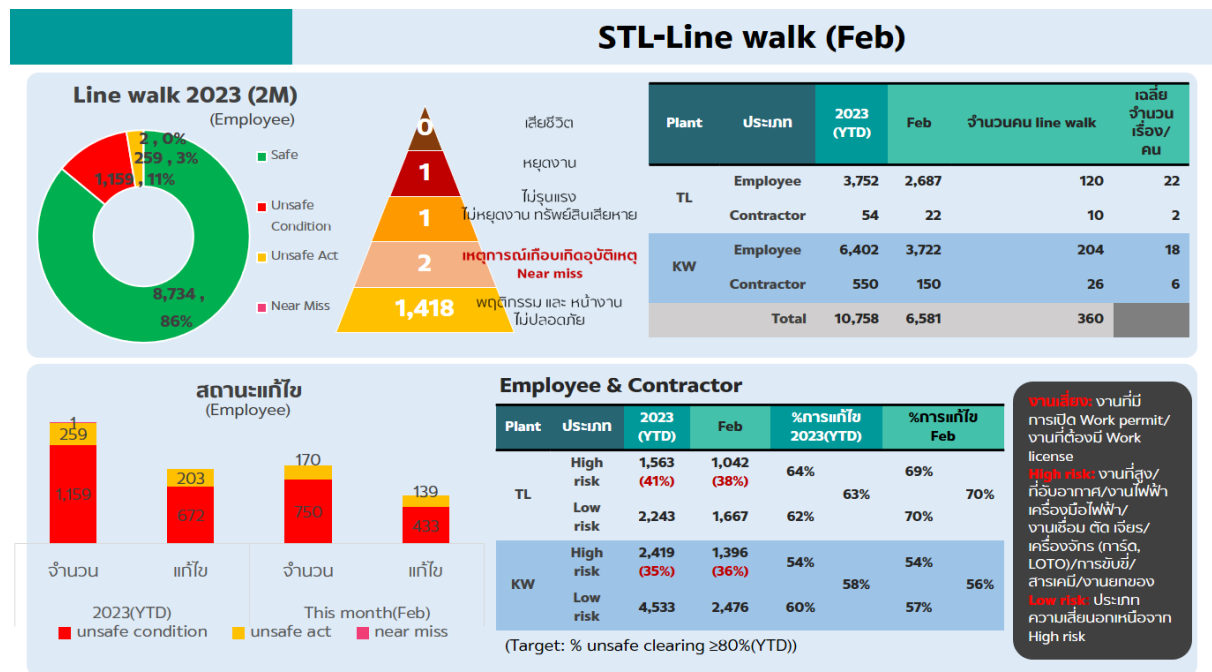 STL-Line walk (Feb)
Line walk 2023 (2M)
(Employee)
2 , 0%
259 , 3%
1,159 , 11%
8,734 ,
86%
Safe
Unsafe
Condition
Unsafe Act
Near Miss
0
เสียชีวิต
1
หยุดงาน
1
ไม่รุนแรง
ไม่หยุดงาน ทรัพย์สินเสียหาย
2
เหตุการณ์เกือบเกิดอุบัติเหตุ
Near miss
1,418
พฤติกรรม และ หน้างาน
ไม่ปลอดภัย
Plant ประเภท 2023 (YTD) Feb จำนวนคน line walk เฉลี่ย จำนวน เรื่อง/ คน
TL Employee 3,752 2,687 120 22
Contractor 54 22 10 2
KW Employee 6,402 3,722 204 18
Contractor 550 150 26 6
Total 10,758 6,581 360
สถานะแก้ไข
(Employee)
1
259
1,159
203
672
170
750
139
433
จำนวน แก้ไข จำนวน แก้ไข
2023(YTD) This month(Feb)
unsafe condition unsafe act near miss
Employee & Contractor
Plant ประเภท 2023 (YTD) Feb %การแก้ไข 2023(YTD) %การแก้ไข Feb
TL High risk 1,563 (41%) 1,042 (38%) 64% 63% 69% 70%
Low risk 2,243 1,667 62% 70%
KW High risk 2,419 (35%) 1,396 (36%) 54% 58% 54% 56%
Low risk 4,533 2,476 60% 57%
(Target: % unsafe clearing ≥80%(YTD))
งานเสี่ยง: งานที่มี
การเปิด Work permit/
งานที่ต้องมี Work
license
High risk: งานที่สูง/
ที่อับอากาศ/งานไฟฟ้า
เครื่องมือไฟฟ้า/
งานเชื่อม ตัด เจียร/
เครื่องจักร (การ์ด,
LOTO)/การขับขี่/
สารเคมี/งานยกของ
Low risk: ประเภท
ความเสี่ยนอกเหนือจาก
High risk